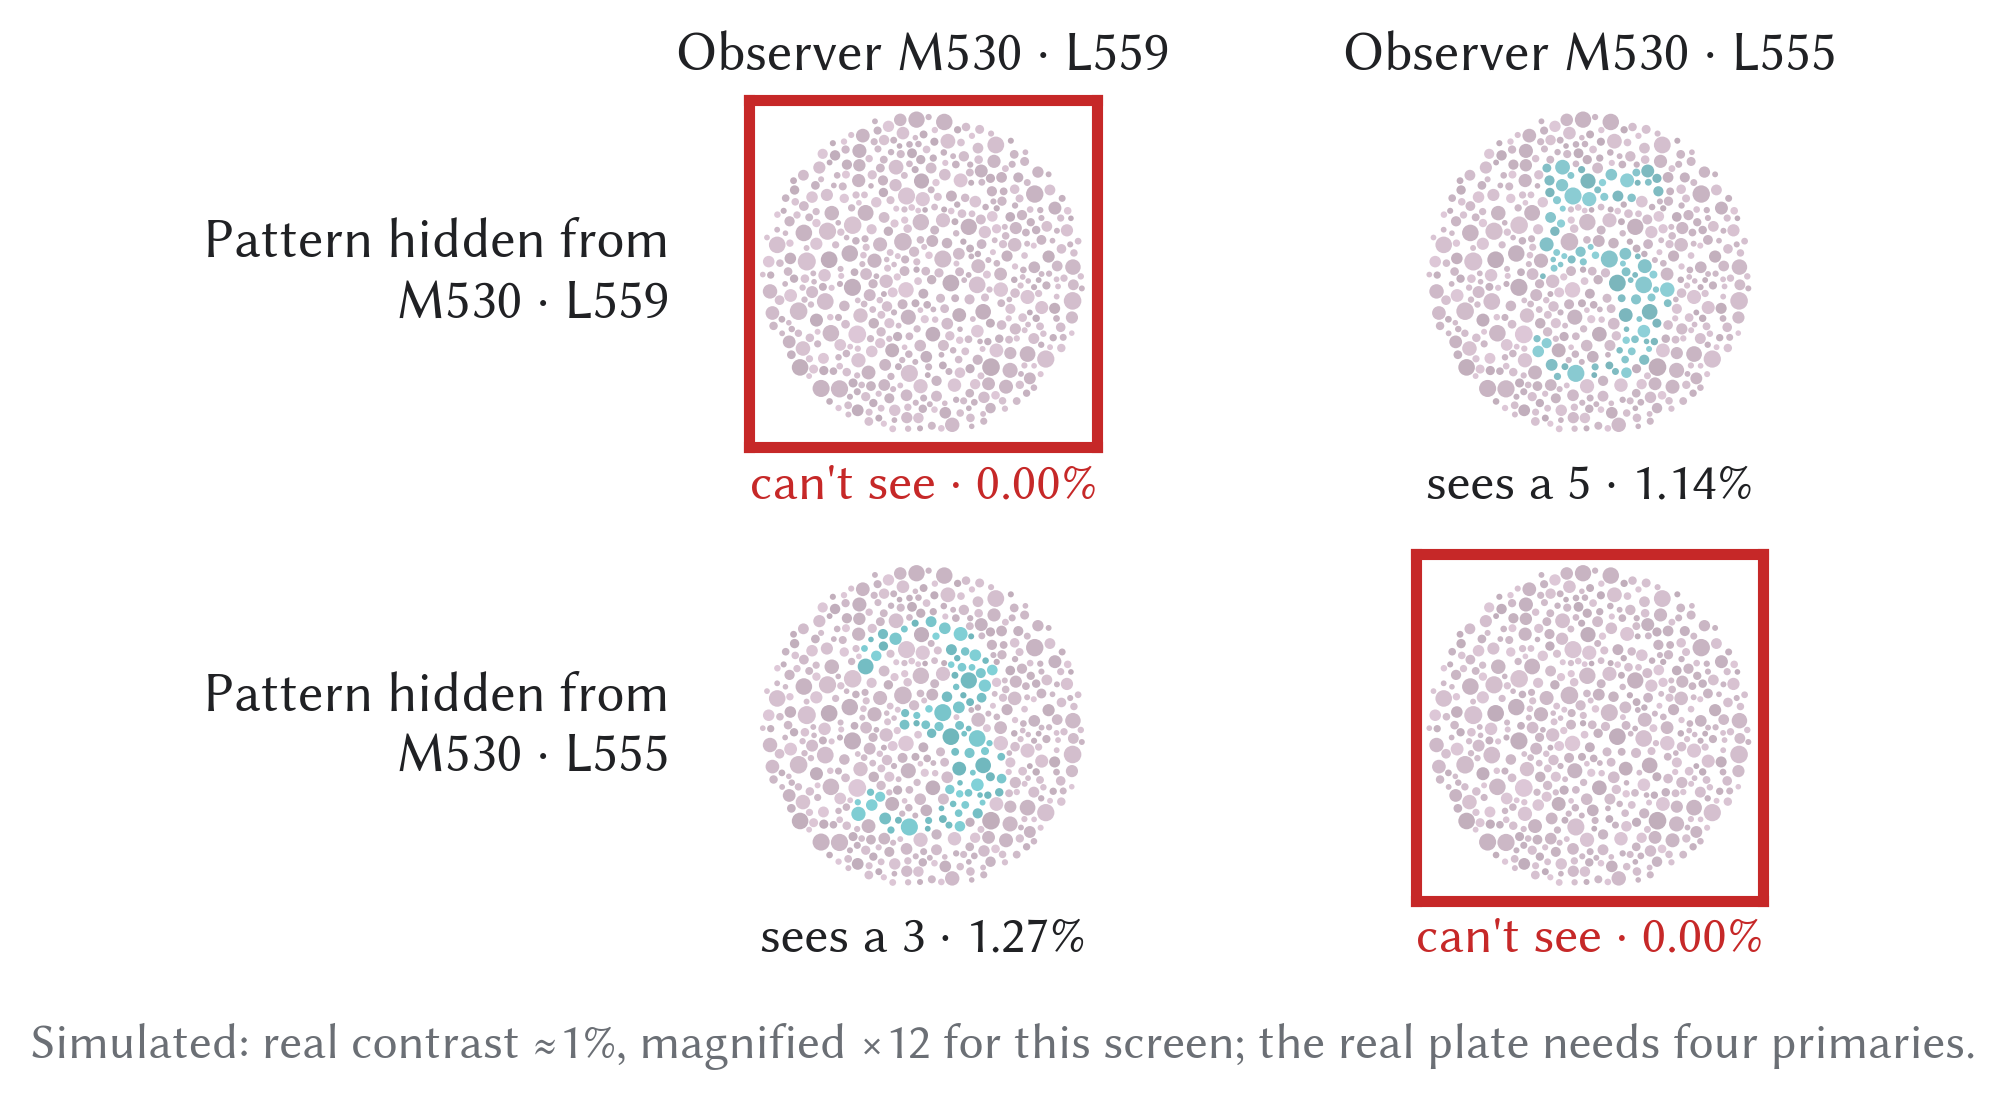 Observer M530 · L559
Observer M530 · L555
Pattern hidden from
M530 · L559
can't see · 0.00%
sees a 5 · 1.14%
Pattern hidden from
M530 · L555
sees a 3 · 1.27%
can't see · 0.00%
Simulated: real contrast ≈1%, magnified ×12 for this screen; the real plate needs four primaries.